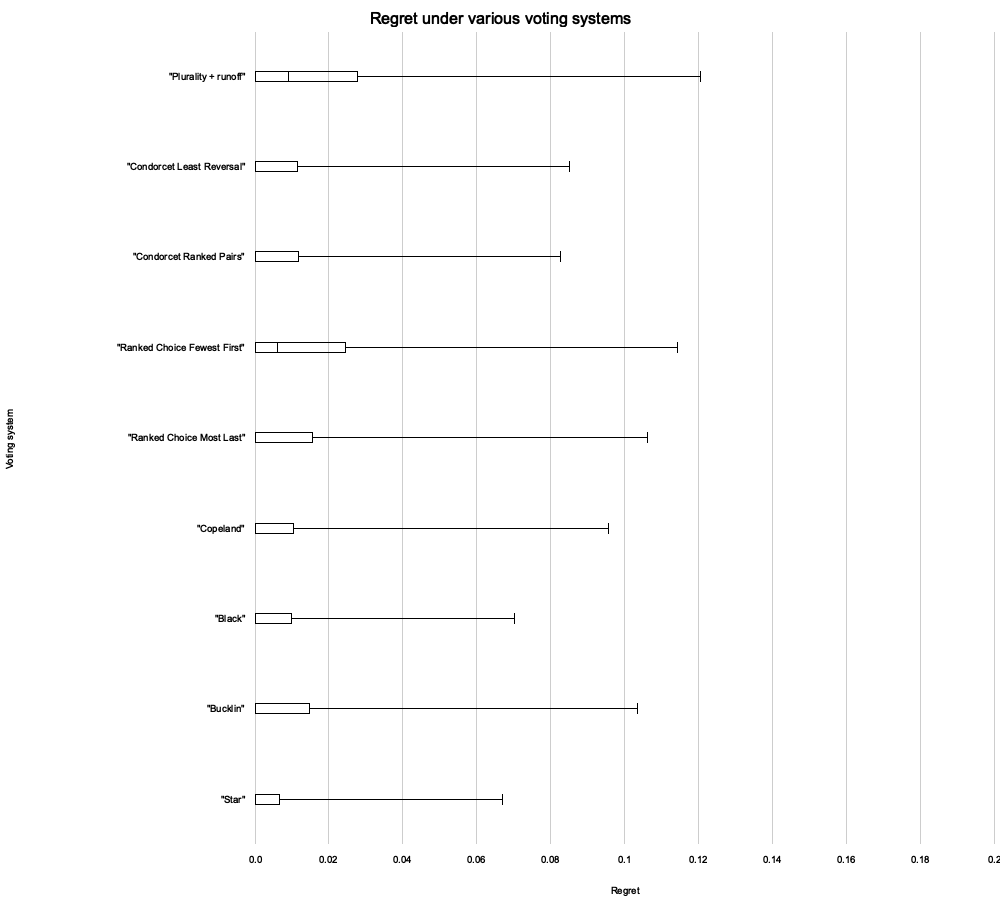 Regret under various voting systems
"Plurality + runoff"
"Condorcet Least Reversal"
"Condorcet Ranked Pairs"
"Ranked Choice Fewest First"
"Ranked Choice Most Last"
"Copeland"
"Black"
"Bucklin"
"Star"
Voting system
0.0 0.02 0.04 0.06 0.08 0.1 0.12 0.14 0.16 0.18 0.2
Regret